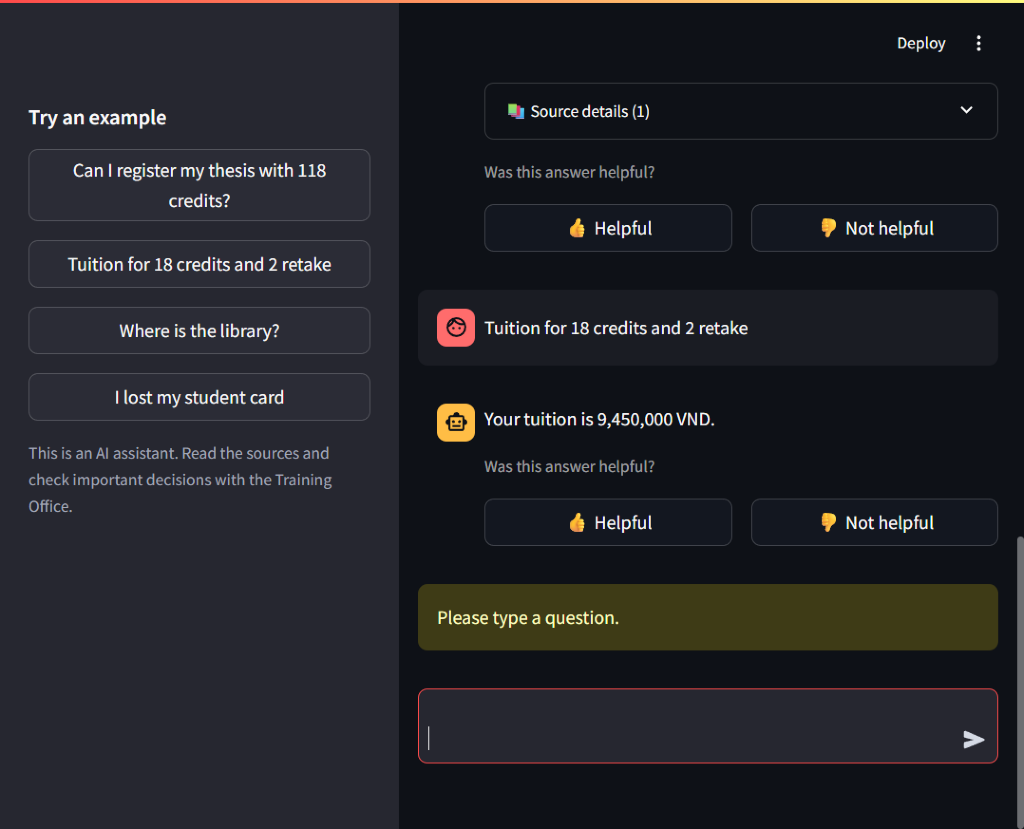 Deploy
Try an example
Can I register my thesis with 118
credits?
Tuition for 18 credits and 2 retake
Where is the library?
I lost my student card
This is an AI assistant. Read the sources and
check important decisions with the Training
Office.
Source details (1)
Was this answer helpful?
Helpful
Not helpful
Tuition for 18 credits and 2 retake
Your tuition is 9,450,000 VND.
Was this answer helpful?
Helpful
Not helpful
Please type a question.